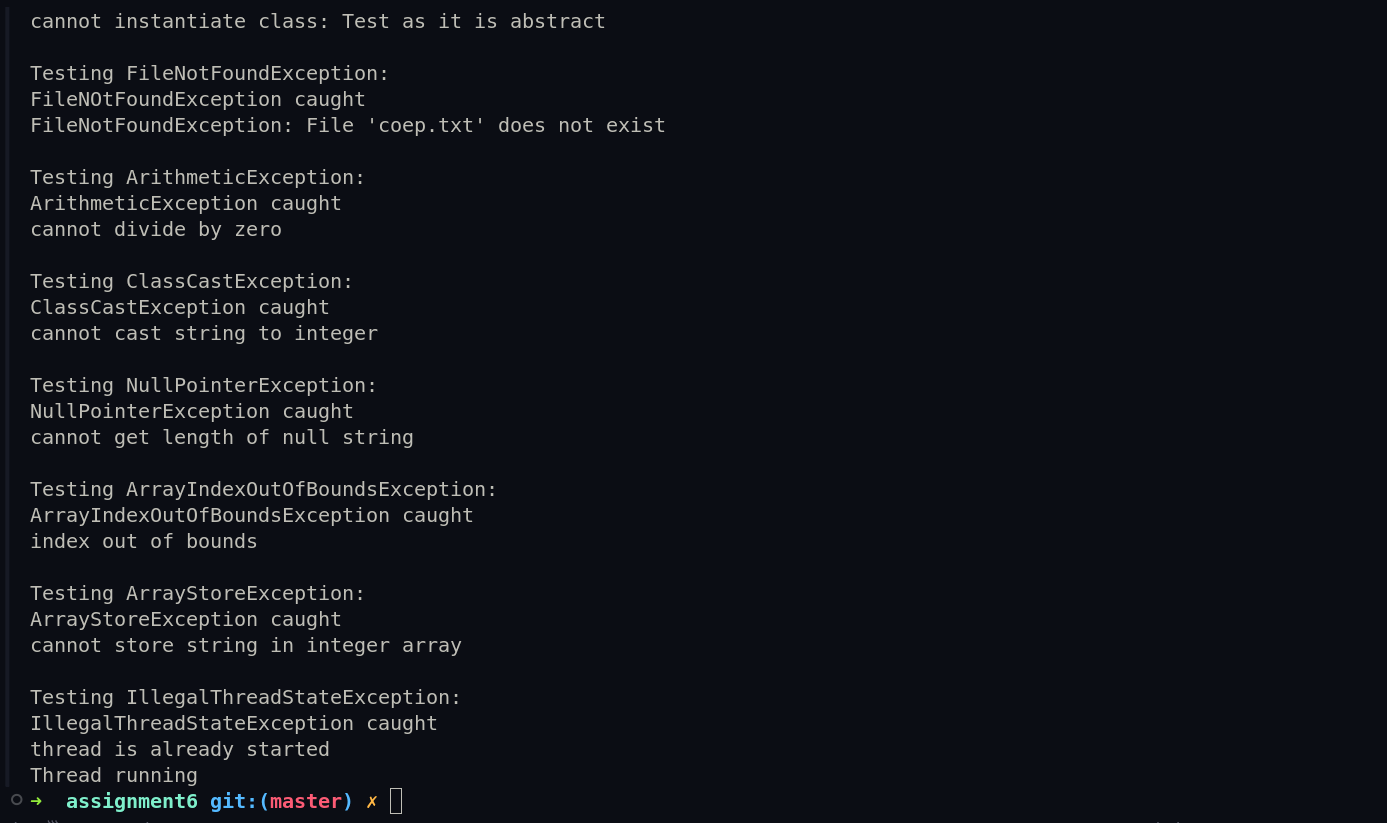 cannot instantiate class: Test as it is abstract
Testing FileNotFoundException:
FileNOtFoundException caught
FileNotFoundException: File 'coep.txt' does not exist
Testing ArithmeticException:
ArithmeticException caught
cannot divide by zero
Testing ClassCastException:
ClassCastException caught
cannot cast string to integer
Testing NullPointerException:
NullPointerException caught
cannot get length of null string
Testing ArrayIndexOutOfBoundsException:
ArrayIndexOutOfBoundsException caught
index out of bounds
Testing ArrayStoreException:
ArrayStoreException caught
cannot store string in integer array
Testing IllegalThreadStateException:
IllegalThreadStateException caught
thread is already started
Thread running
➜ assignment6 git:(master) ✗